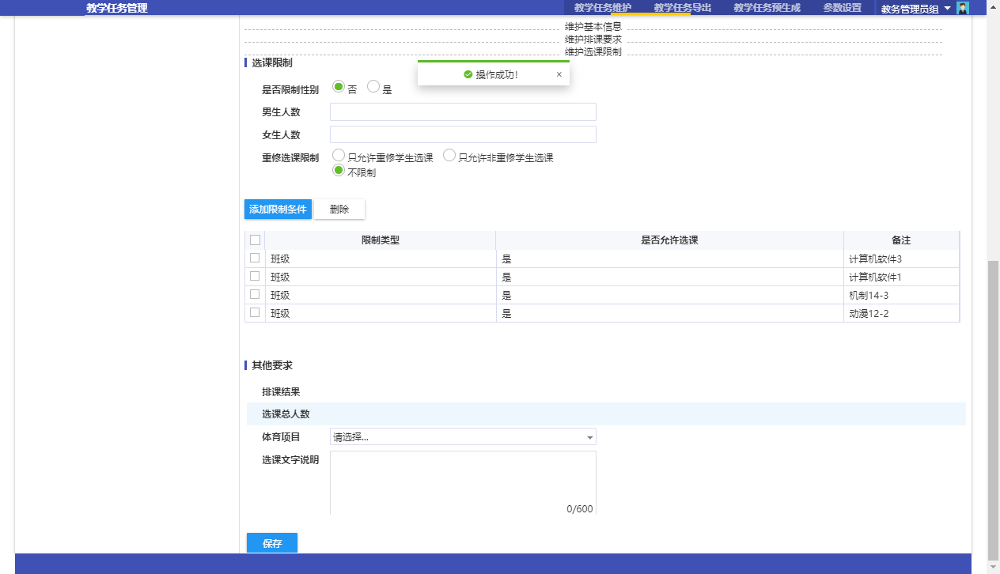 教学任务管理 教学任务维护 教学任务导出 教学任务预生成 参数设置 教务管理员组
维护基本信息
维护排课要求
维护选课限制
选课限制
操作成功! ×
是否限制性别 否 是
男生人数
女生人数
重修选课限制 只允许重修学生选课 只允许非重修学生选课
不限制
添加限制条件 删除
限制类型 是否允许选课 备注
班级 是 计算机软件3
班级 是 计算机软件1
班级 是 机制14-3
班级 是 动漫12-2
其他要求
排课结果
选课总人数
体育项目 请选择...
选课文字说明
0/600
保存